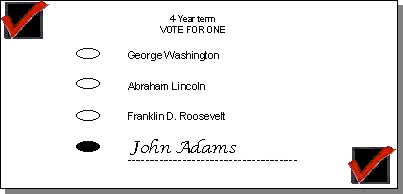 4 Year term
VOTE FOR ONE
George Washington
Abraham Lincoln
Franklin D. Roosevelt
John Adams